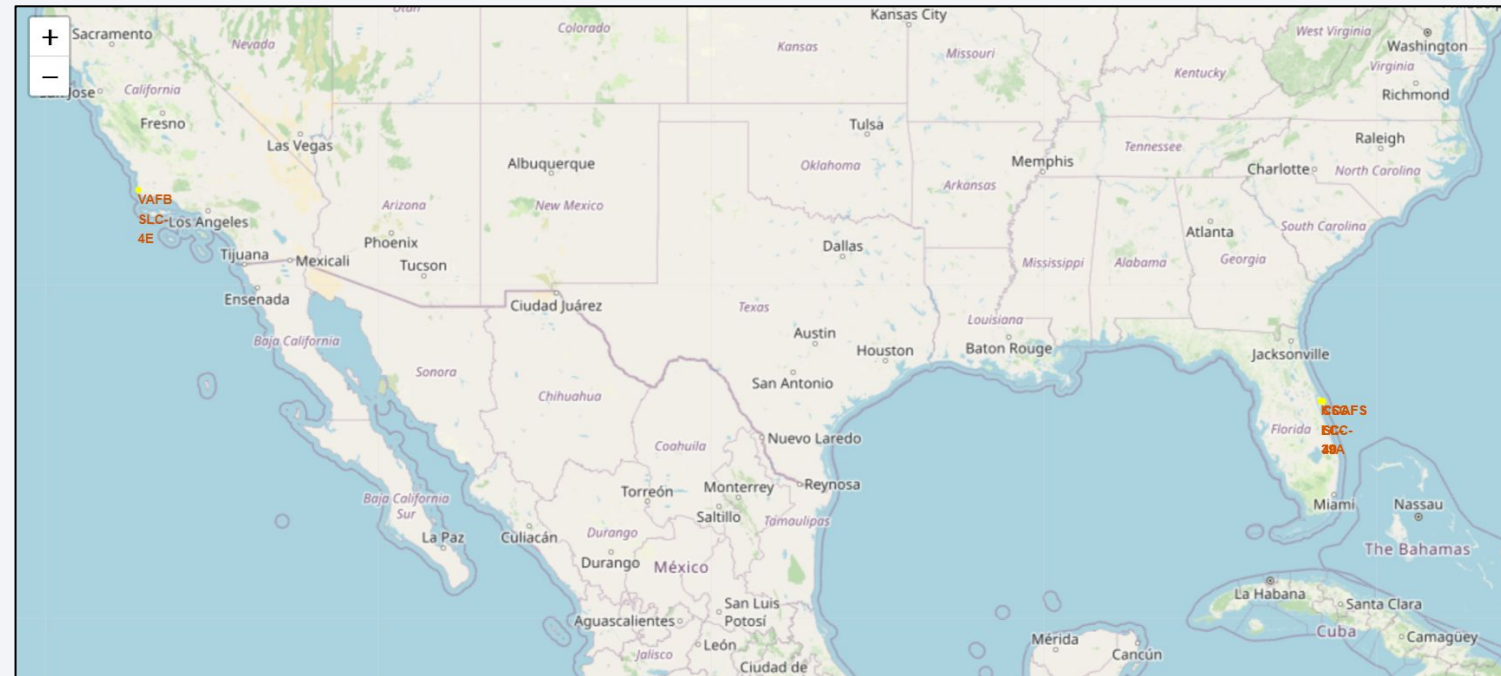 +
−
Sacramento
Nevada
Utah
Colorado
Kansas City
Kansas
Missouri
West Virginia
Washington
Virginia
Kentucky
Richmond
California
Fresno
Las Vegas
Albuquerque
Tulsa
Oklahoma
Memphis
Tennessee
Raleigh
Charlotte
North Carolina
Arkansas
VAFB
SLC-
4E
Los Angeles
Arizona
New Mexico
Phoenix
Tucson
Dallas
Atlanta
South Carolina
Mississippi
Alabama
Georgia
Tijuana
Mexicali
Ensenada
Ciudad Juárez
Texas
Louisiana
Baja California
Austin
Houston
Baton Rouge
Jacksonville
Sonora
Chihuahua
San Antonio
Florida
Coahuila
Nuevo Laredo
Torreón
Monterrey
Reynosa
Saltillo
Tamaulipas
Miami
Nassau
Baja California
Sur
La Paz
Culiacán
Durango
Durango
México
The Bahamas
La Habana
Santa Clara
Aguascalientes
San Luis
Potosí
Cuba
Camagüey
León
Jalisco
Ciudad de
Mérida
Cancún